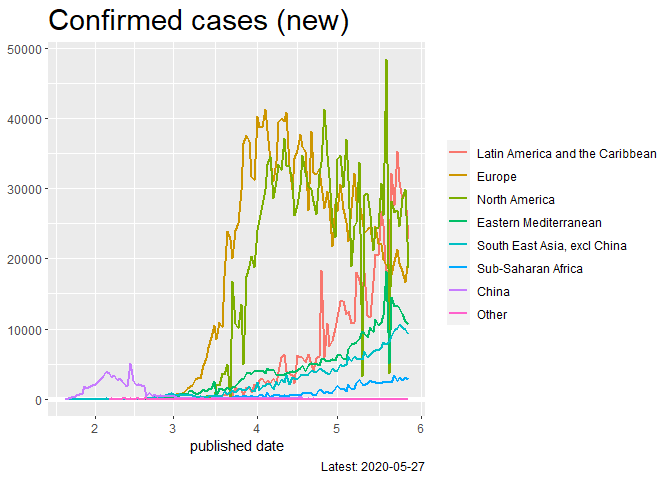 Confirmed cases (new)
50000
40000
30000
20000
10000
0
2 3 4 5 6
published date
Latin America and the Caribbean
Europe
North America
Eastern Mediterranean
South East Asia, excl China
Sub-Saharan Africa
China
Other
Latest: 2020-05-27